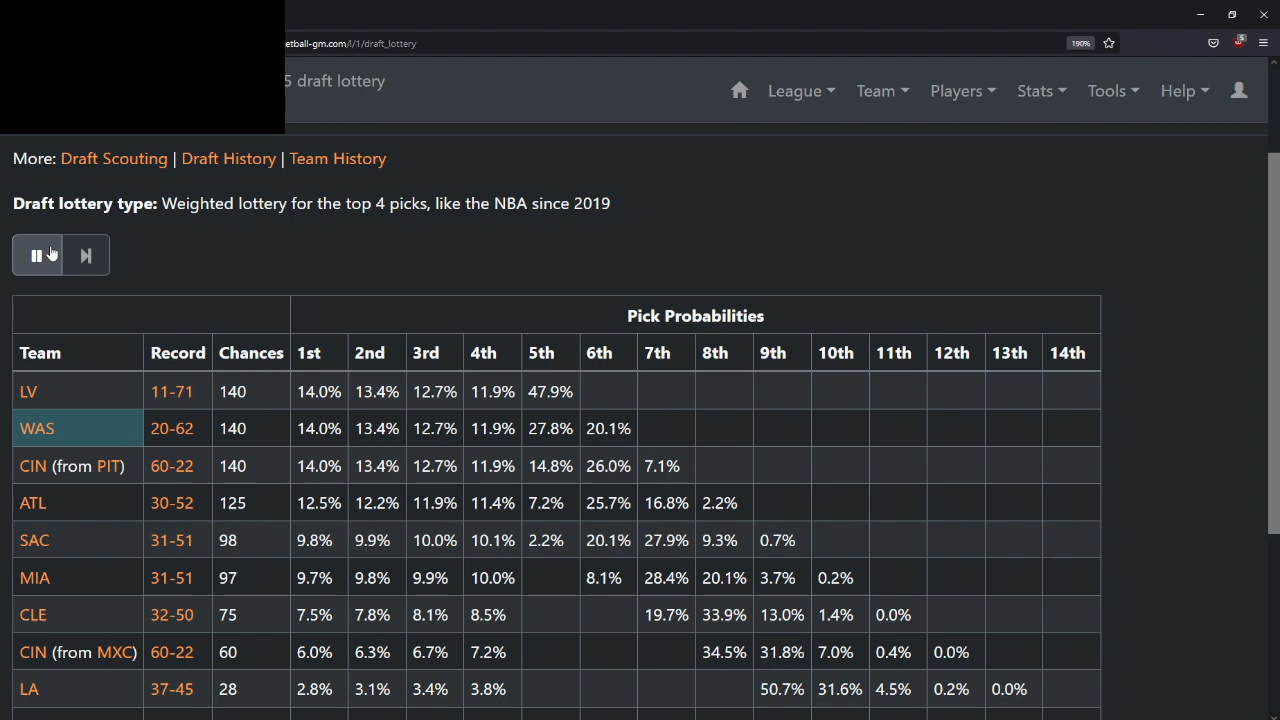 etball-gm.com/l/1/draft_lottery
190%
5
5 draft lottery
League Team Players Stats Tools Help
More: Draft Scouting | Draft History | Team History
Draft lottery type: Weighted lottery for the top 4 picks, like the NBA since 2019
Pick Probabilities
Team Record Chances 1st 2nd 3rd 4th 5th 6th 7th 8th 9th 10th 11th 12th 13th 14th
LV 11-71 140 14.0% 13.4% 12.7% 11.9% 47.9%
WAS 20-62 140 14.0% 13.4% 12.7% 11.9% 27.8% 20.1%
CIN (from PIT) 60-22 140 14.0% 13.4% 12.7% 11.9% 14.8% 26.0% 7.1%
ATL 30-52 125 12.5% 12.2% 11.9% 11.4% 7.2% 25.7% 16.8% 2.2%
SAC 31-51 98 9.8% 9.9% 10.0% 10.1% 2.2% 20.1% 27.9% 9.3% 0.7%
MIA 31-51 97 9.7% 9.8% 9.9% 10.0% 8.1% 28.4% 20.1% 3.7% 0.2%
CLE 32-50 75 7.5% 7.8% 8.1% 8.5% 19.7% 33.9% 13.0% 1.4% 0.0%
CIN (from MXC) 60-22 60 6.0% 6.3% 6.7% 7.2% 34.5% 31.8% 7.0% 0.4% 0.0%
LA 37-45 28 2.8% 3.1% 3.4% 3.8% 50.7% 31.6% 4.5% 0.2% 0.0%